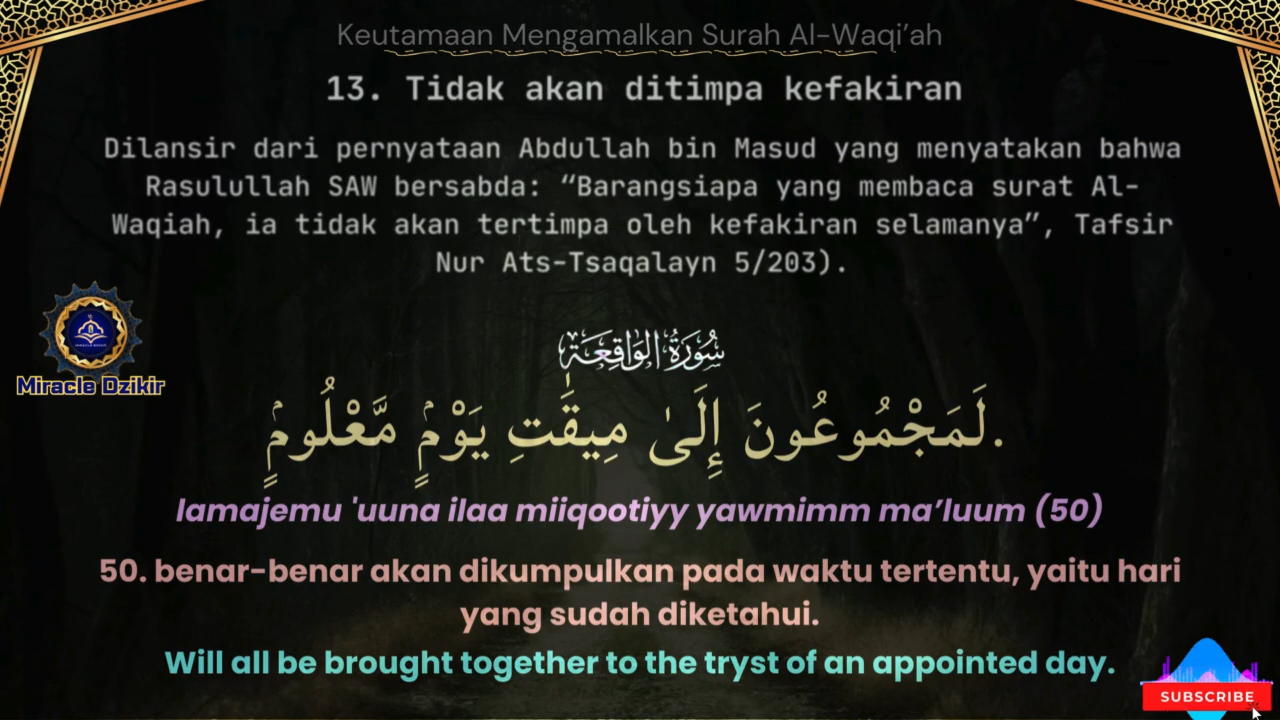 Keutamaan Mengamalkan Surah Al-Waqi’ah
13. Tidak akan ditimpa kefakiran
Dilansir dari pernyataan Abdullah bin Masud yang menyatakan bahwa
Rasulullah SAW bersabda: “Barangsiapa yang membaca surat Al-
Waqiah, ia tidak akan tertimpa oleh kefakiran selamanya”, Tafsir
Nur Ats-Tsaqalayn 5/203).
سُورَةُ الوَاقِعَة
Miracle Dzikir
لَمَجْمُوعُونَ إِلَىٰ مِيقَٰتِ يَوْمٍۢ مَّعْلُومٍۢ.
lamajemu 'uuna ilaa miiqootiyy yawmimm ma’luum (50)
50. benar-benar akan dikumpulkan pada waktu tertentu, yaitu hari
yang sudah diketahui.
Will all be brought together to the tryst of an appointed day.
SUBSCRIBE